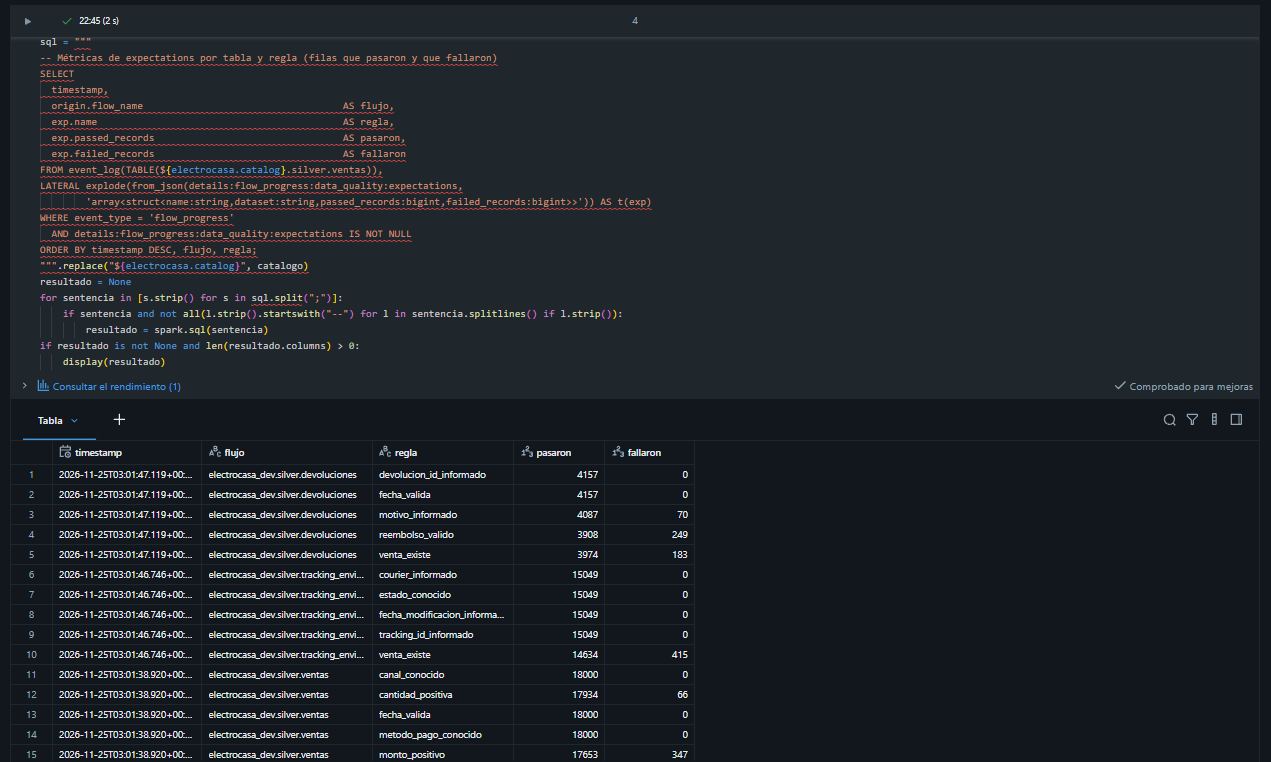 22:45 (2 s)
4
sql = """
-- Métricas de expectations por tabla y regla (filas que pasaron y que fallaron)
SELECT
timestamp,
origin.flow_name AS flujo,
exp.name AS regla,
exp.passed_records AS pasaron,
exp.failed_records AS fallaron
FROM event_log(TABLE(${electrocasa.catalog}.silver.ventas)),
LATERAL explode(from_json(details:flow_progress:data_quality:expectations,
'array<struct<name:string,dataset:string,passed_records:bigint,failed_records:bigint>>')) AS t(exp)
WHERE event_type = 'flow_progress'
AND details:flow_progress:data_quality:expectations IS NOT NULL
ORDER BY timestamp DESC, flujo, regla;
""".replace("${electrocasa.catalog}", catalogo)
resultado = None
for sentencia in [s.strip() for s in sql.split(";")]:
if sentencia and not all(l.strip().startswith("--") for l in sentencia.splitlines() if l.strip()):
resultado = spark.sql(sentencia)
if resultado is not None and len(resultado.columns) > 0:
display(resultado)
Consultar el rendimiento (1)
Comprobado para mejoras
Tabla
timestamp flujo regla pasaron fallaron
1 2026-11-25T03:01:47.119+00:... electrocasa_dev.silver.devoluciones devolucion_id_informado 4157 0
2 2026-11-25T03:01:47.119+00:... electrocasa_dev.silver.devoluciones fecha_valida 4157 0
3 2026-11-25T03:01:47.119+00:... electrocasa_dev.silver.devoluciones motivo_informado 4087 70
4 2026-11-25T03:01:47.119+00:... electrocasa_dev.silver.devoluciones reembolso_valido 3908 249
5 2026-11-25T03:01:47.119+00:... electrocasa_dev.silver.devoluciones venta_existe 3974 183
6 2026-11-25T03:01:46.746+00:... electrocasa_dev.silver.tracking_envi... courier_informado 15049 0
7 2026-11-25T03:01:46.746+00:... electrocasa_dev.silver.tracking_envi... estado_conocido 15049 0
8 2026-11-25T03:01:46.746+00:... electrocasa_dev.silver.tracking_envi... fecha_modificacion_informa... 15049 0
9 2026-11-25T03:01:46.746+00:... electrocasa_dev.silver.tracking_envi... tracking_id_informado 15049 0
10 2026-11-25T03:01:46.746+00:... electrocasa_dev.silver.tracking_envi... venta_existe 14634 415
11 2026-11-25T03:01:38.920+00:... electrocasa_dev.silver.ventas canal_conocido 18000 0
12 2026-11-25T03:01:38.920+00:... electrocasa_dev.silver.ventas cantidad_positiva 17934 66
13 2026-11-25T03:01:38.920+00:... electrocasa_dev.silver.ventas fecha_valida 18000 0
14 2026-11-25T03:01:38.920+00:... electrocasa_dev.silver.ventas metodo_pago_conocido 18000 0
15 2026-11-25T03:01:38.920+00:... electrocasa_dev.silver.ventas monto_positivo 17653 347